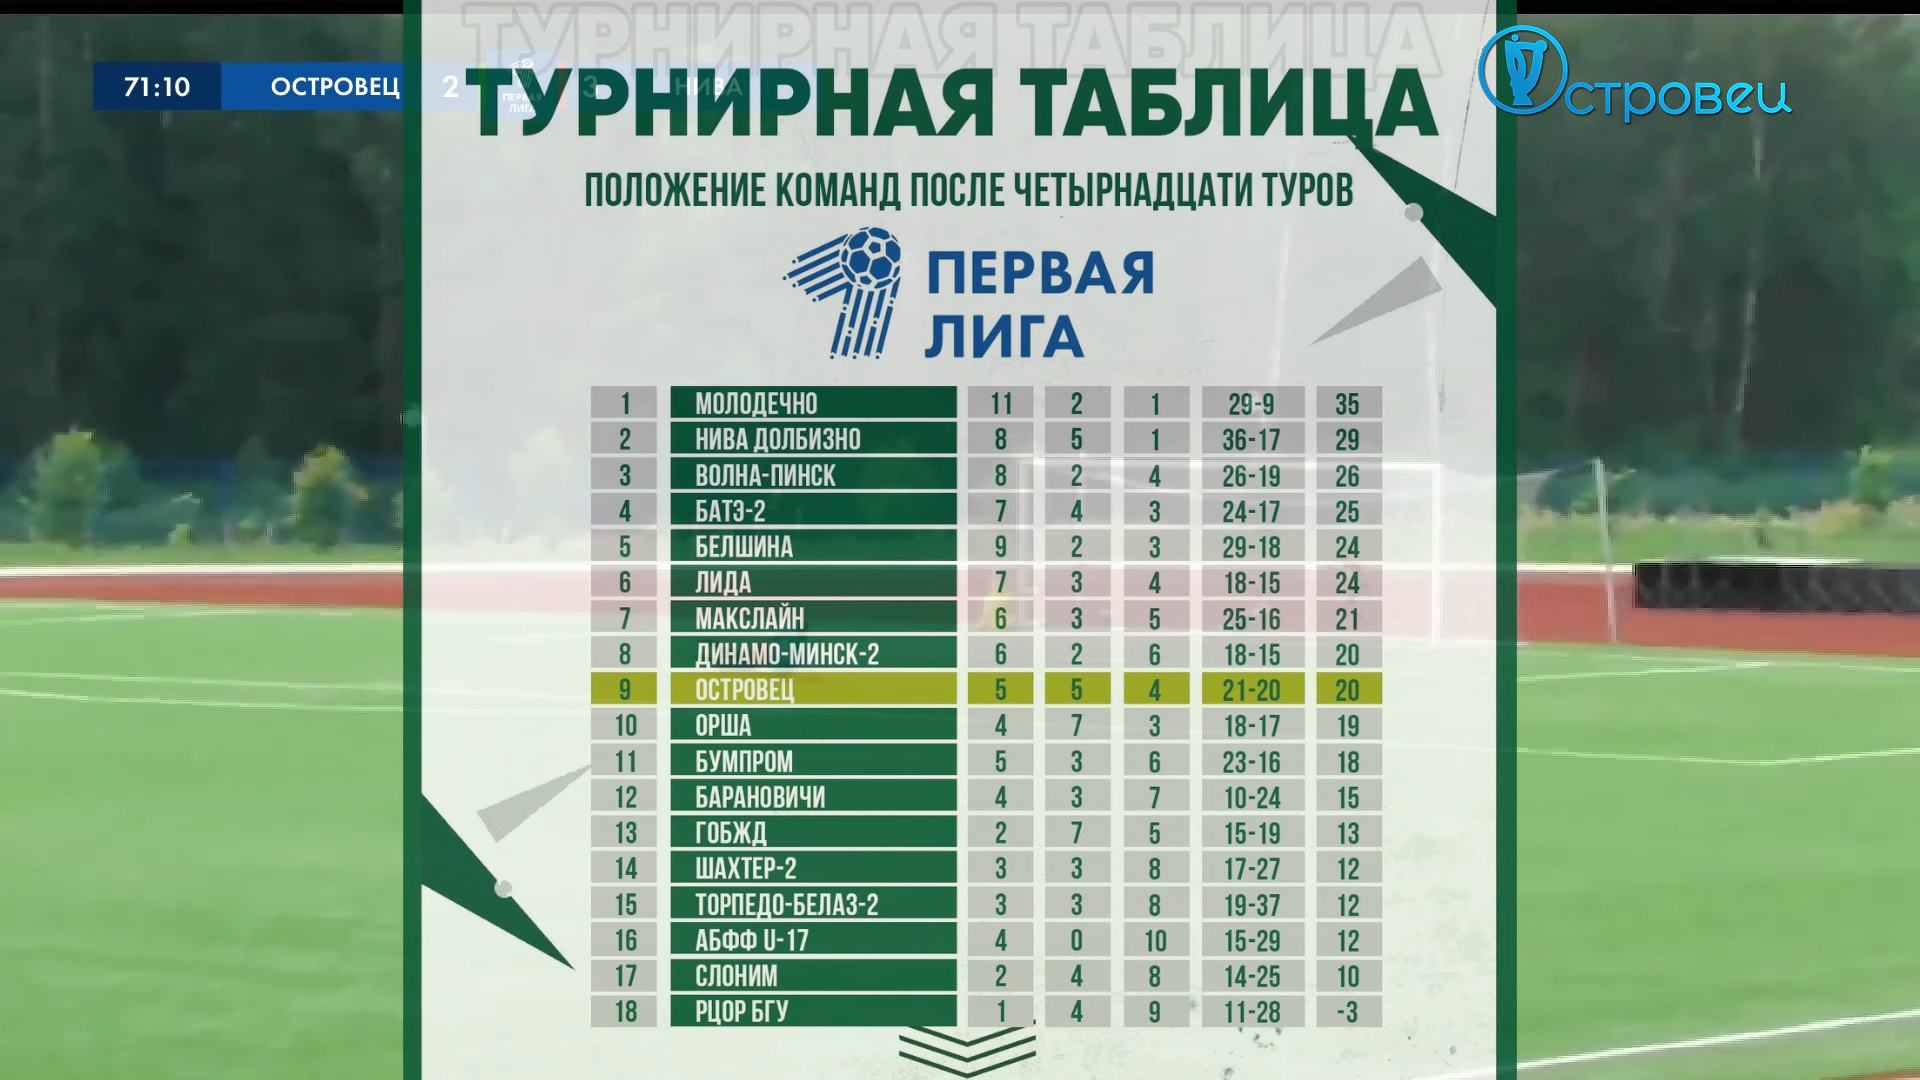 ТУРНИРНАЯ ТАБЛИЦА
71:10 ОСТРОВЕЦ 2 ПЕРВАЯ ЛИГА 3 НИВА
ТУРНИРНАЯ ТАБЛИЦА
Островец
ПОЛОЖЕНИЕ КОМАНД ПОСЛЕ ЧЕТЫРНАДЦАТИ ТУРОВ
ПЕРВАЯ
ЛИГА
1 МОЛОДЕЧНО 11 2 1 29-9 35
2 НИВА ДОЛБИЗНО 8 5 1 36-17 29
3 ВОЛНА-ПИНСК 8 2 4 26-19 26
4 БАТЭ-2 7 4 3 24-17 25
5 БЕЛШИНА 9 2 3 29-18 24
6 ЛИДА 7 3 4 18-15 24
7 МАКСЛАЙН 6 3 5 25-16 21
8 ДИНАМО-МИНСК-2 6 2 6 18-15 20
9 ОСТРОВЕЦ 5 5 4 21-20 20
10 ОРША 4 7 3 18-17 19
11 БУМПРОМ 5 3 6 23-16 18
12 БАРАНОВИЧИ 4 3 7 10-24 15
13 ГОБЖД 2 7 5 15-19 13
14 ШАХТЕР-2 3 3 8 17-27 12
15 ТОРПЕДО-БЕЛАЗ-2 3 3 8 19-37 12
16 АБФФ U-17 4 0 10 15-29 12
17 СЛОНИМ 2 4 8 14-25 10
18 РЦОР БГУ 1 4 9 11-28 -3